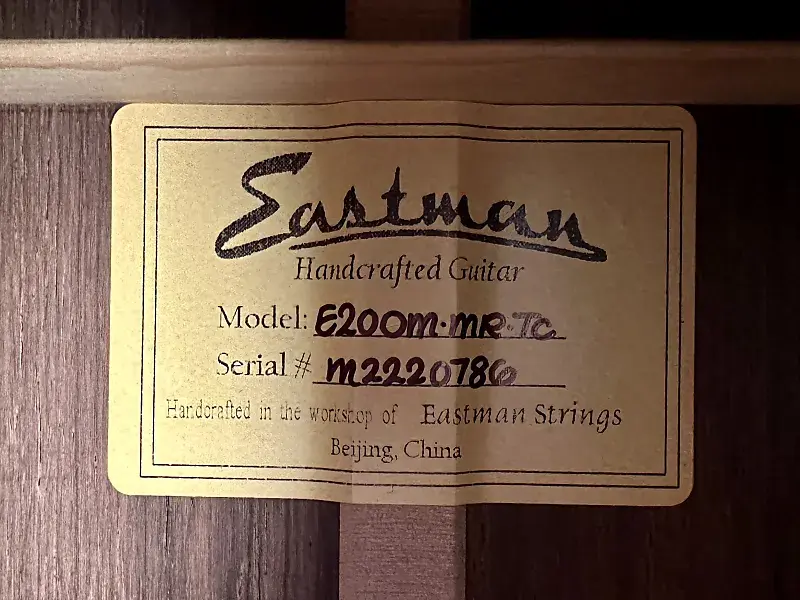 Eastman
Handcrafted Guitar
Model: E200M-MR-TC
Serial # M2220786
Handcrafted in the workshop of Eastman Strings
Beijing, China